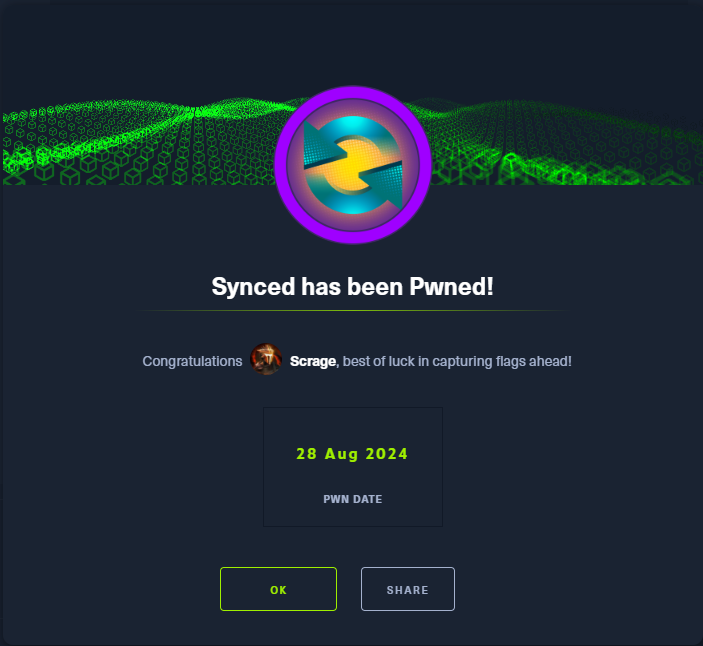 Synced has been Pwned!
Congratulations Scrage, best of luck in capturing flags ahead!
28 Aug 2024
PWN DATE
OK SHARE